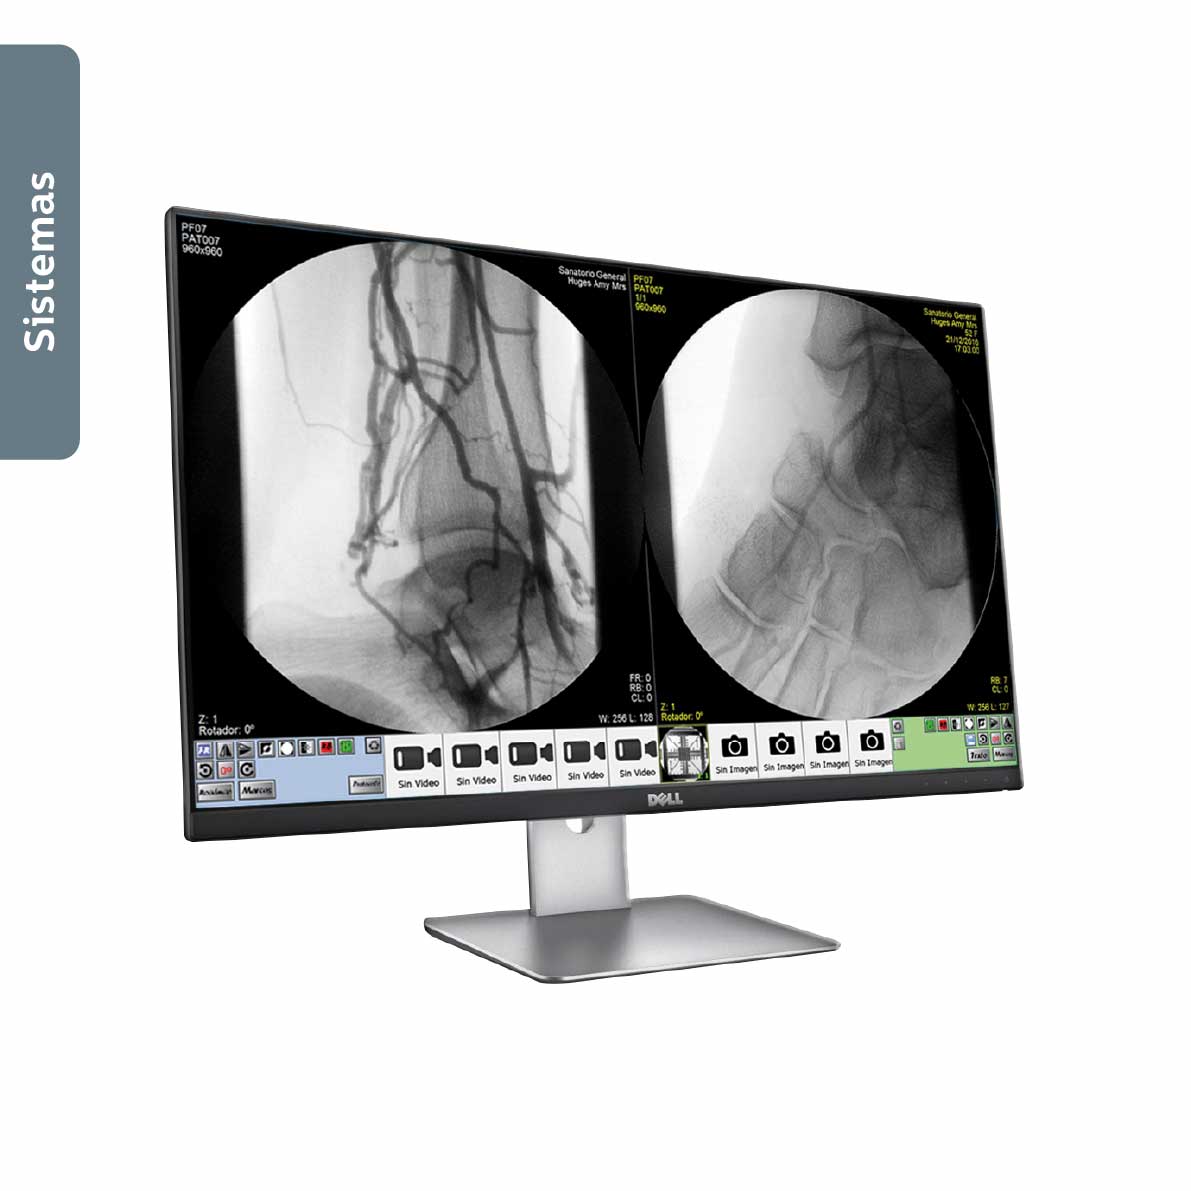 Sistemas
PF07
PAT007
960x960
Sanatorio General
Huges Amy Mrs
PF07
PAT007
1/1
960x960
Sanatorio General
Huges Amy Mrs
52 F
21/12/2016
17:03:00
FR: 0
RB: 0
CL: 0
Z: 1
Rotador: 0º
W: 256 L: 128
RB: 7
CL: 0
Z: 1
Rotador: 0º
W: 256 L: 127
Sin Video
Sin Video
Sin Video
Sin Video
Sin Video
Sin Imagen
Sin Imagen
Sin Imagen
Sin Imagen
Marcos
DELL